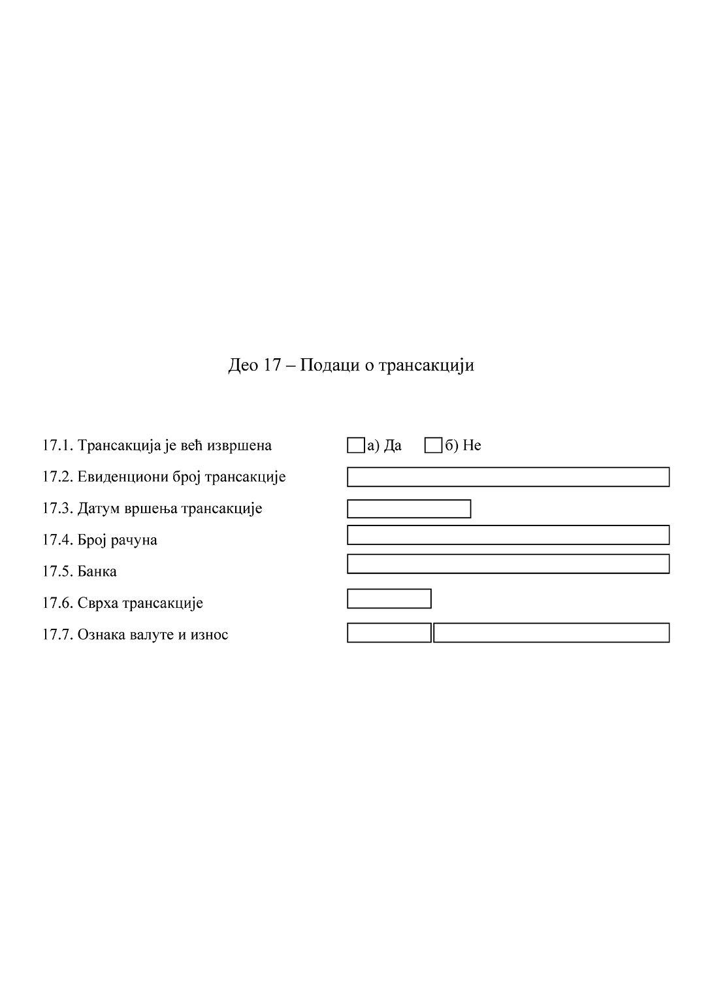 Део 17 – Подаци о трансакцији
17.1. Трансакција је већ извршена а) Да б) Не
17.2. Евиденциони број трансакције
17.3. Датум вршења трансакције
17.4. Број рачуна
17.5. Банка
17.6. Сврха трансакције
17.7. Ознака валуте и износ